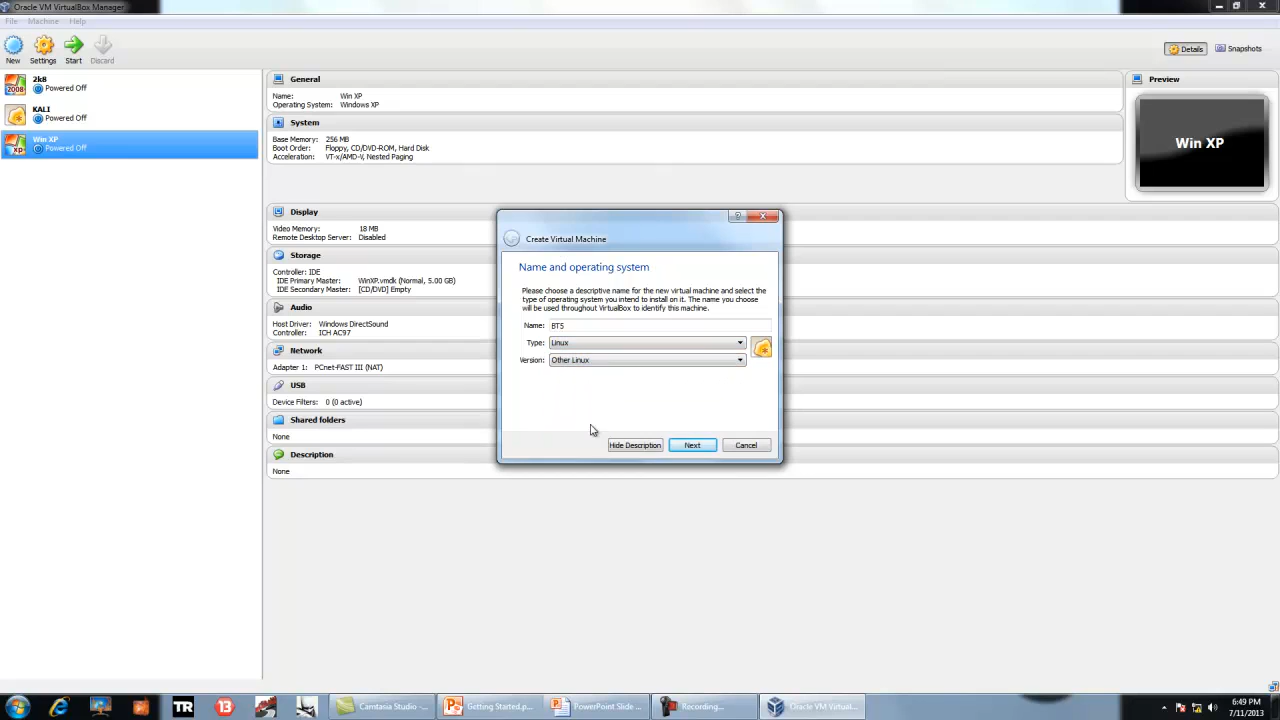 Oracle VM VirtualBox Manager
File Machine Help
New Settings Start Discard
Details Snapshots
2k8
Powered Off
KALI
Powered Off
Win XP
Powered Off
General
Name: Win XP
Operating System: Windows XP
System
Base Memory: 256 MB
Boot Order: Floppy, CD/DVD-ROM, Hard Disk
Acceleration: VT-x/AMD-V, Nested Paging
Preview
Win XP
Display
Video Memory: 18 MB
Remote Desktop Server: Disabled
Storage
Controller: IDE
IDE Primary Master: WinXP.vmdk (Normal, 5.00 GB)
IDE Secondary Master: [CD/DVD] Empty
Audio
Host Driver: Windows DirectSound
Controller: ICH AC97
Network
Adapter 1: PCnet-FAST III (NAT)
USB
Device Filters: 0 (0 active)
Shared folders
None
Description
None
Create Virtual Machine
Name and operating system
Please choose a descriptive name for the new virtual machine and select the
type of operating system you intend to install on it. The name you choose
will be used throughout VirtualBox to identify this machine.
Name: BT5
Type: Linux
Version: Other Linux
Hide Description Next Cancel
TR 13 Camtasia Studio -... Getting Started.p... PowerPoint Slide ... Recording... Oracle VM Virtual...
6:49 PM
7/11/2013